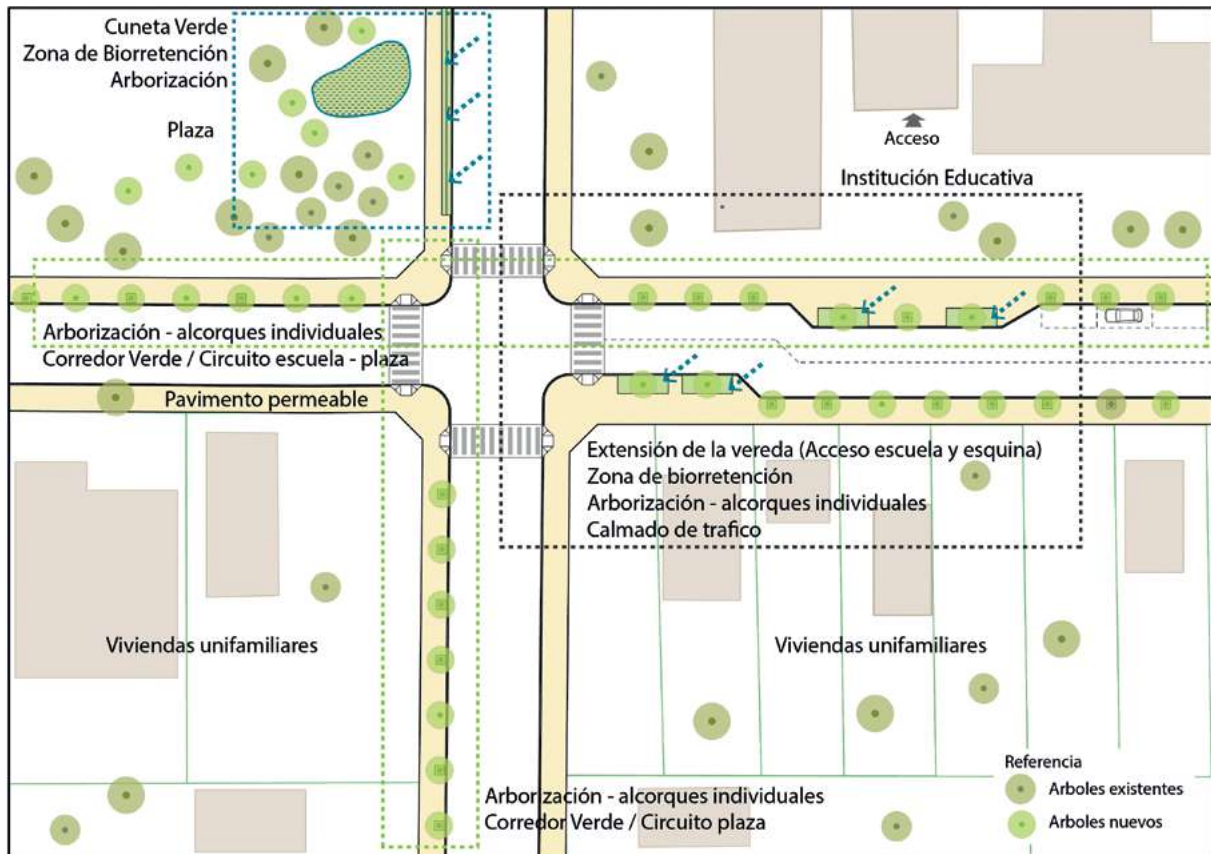 Cuneta Verde
Zona de Biorretención
Arborización
Plaza
Acceso
Institución Educativa
Arborización - alcorques individuales
Corredor Verde / Circuito escuela - plaza
Pavimento permeable
Extensión de la vereda (Acceso escuela y esquina)
Zona de biorretención
Arborización - alcorques individuales
Calmado de trafico
Viviendas unifamiliares
Viviendas unifamiliares
Arborización - alcorques individuales
Corredor Verde / Circuito plaza
Referencia
Arboles existentes
Arboles nuevos